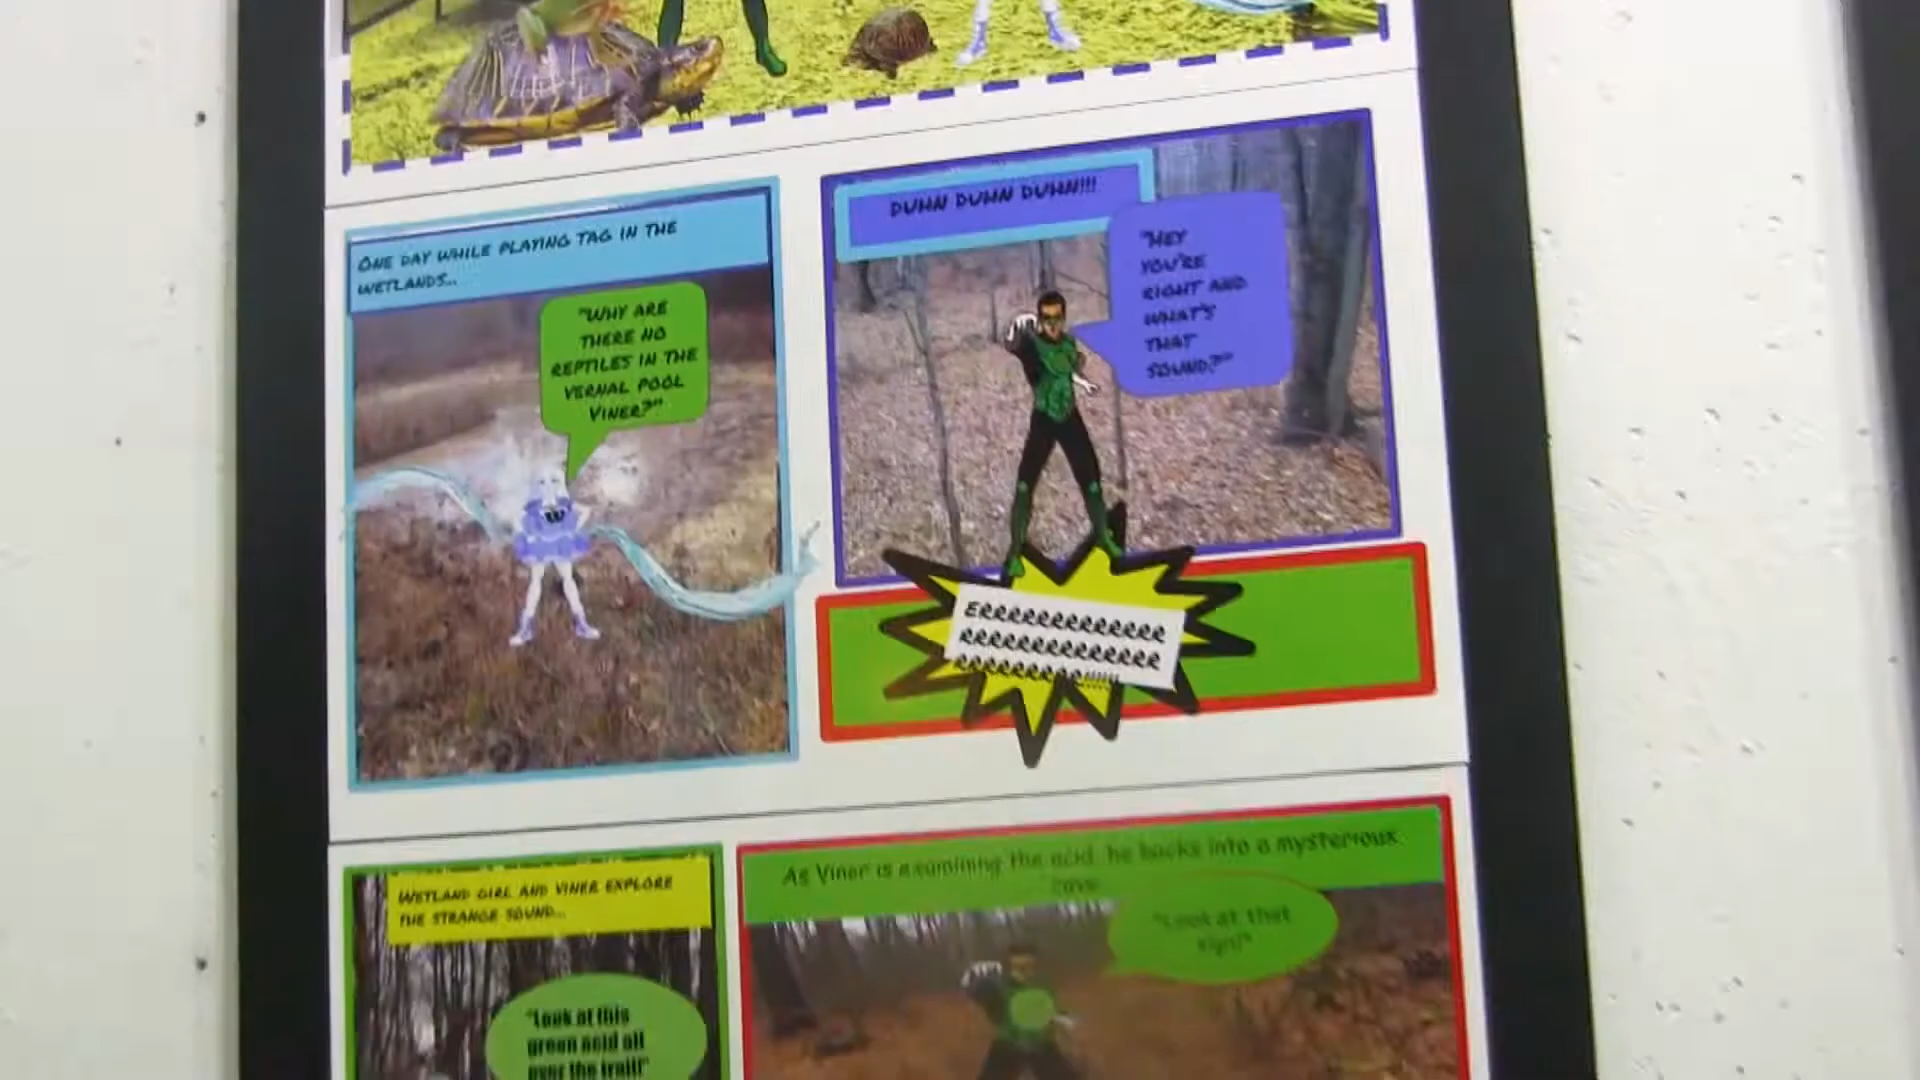 ONE DAY WHILE PLAYING TAG IN THE
WETLANDS...
"WHY ARE
THERE NO
REPTILES IN THE
VERNAL POOL
VINER?"
DUHN DUHN DUHN!!!
"HEY
YOU'RE
RIGHT AND
WHAT'S
THAT
SOUND?"
ERRRRRRRRRRRRR
RRRRRRRRRRRRRR
RRRRRRRRR!!!!!
WETLAND GIRL AND VINER EXPLORE
THE STRANGE SOUND...
"Look at this
green acid all
over the trail!"
As Viner is examining the acid, he backs into a mysterious
cave
"Look at that
sign!"